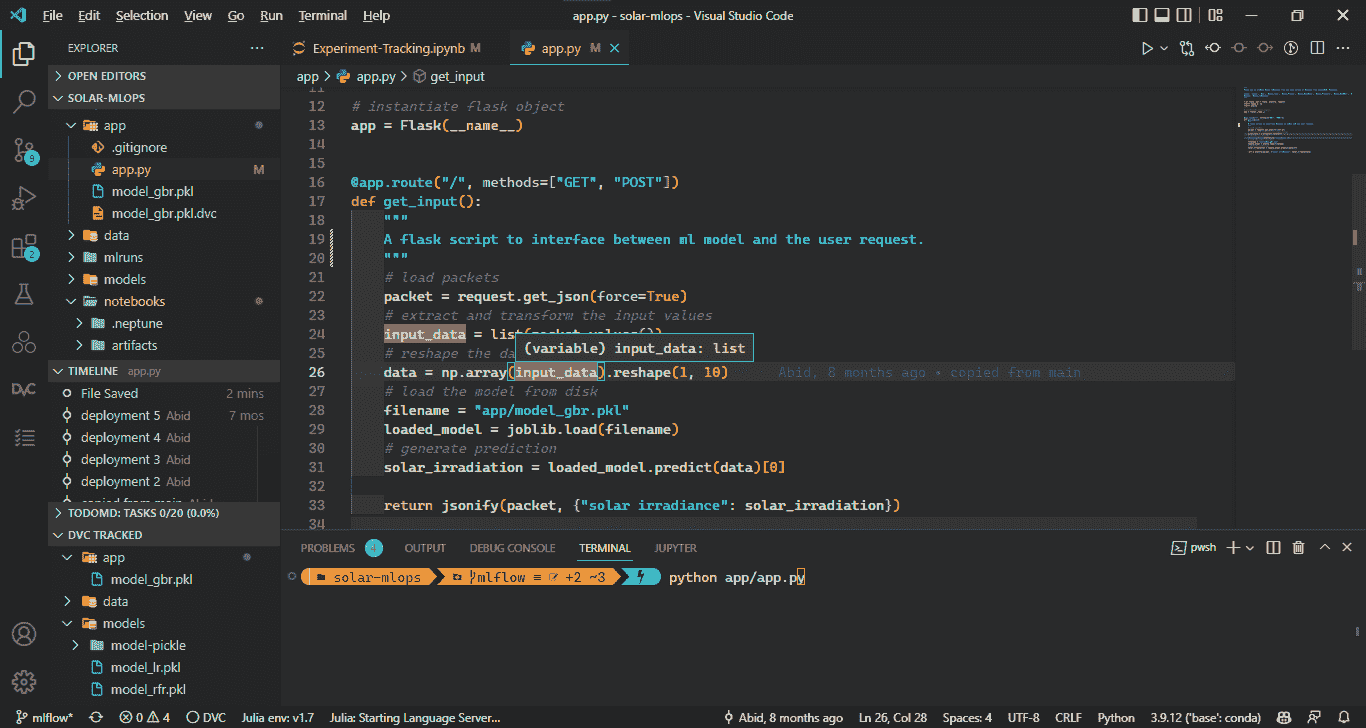 File Edit Selection View Go Run Terminal Help
app.py - solar-mlops - Visual Studio Code
EXPLORER
OPEN EDITORS
SOLAR-MLOPS
app
.gitignore
app.py M
model_gbr.pkl
model_gbr.pkl.dvc
data
mlruns
models
notebooks
.neptune
artifacts
TIMELINE app.py
File Saved 2 mins
deployment 5 Abid 7 mos
deployment 4 Abid
deployment 3 Abid
deployment 2 Abid
copied from main Abid
TODOMD: TASKS 0/20 (0.0%)
DVC TRACKED
app
model_gbr.pkl
data
models
model-pickle
model_lr.pkl
model_rfr.pkl
9
2
DVC
Experiment-Tracking.ipynb M
app.py M
app > app.py > get_input
11
12 # instantiate flask object
13 app = Flask(__name__)
14
15
16 @app.route("/", methods=["GET", "POST"])
17 def get_input():
18 """
19 A flask script to interface between ml model and the user request.
20 """
21 # load packets
22 packet = request.get_json(force=True)
23 # extract and transform the input values
24 input_data = list(packet.values())
(variable) input_data: list
25 # reshape the da
26 data = np.array(input_data).reshape(1, 10) Abid, 8 months ago • copied from main
27 # load the model from disk
28 filename = "app/model_gbr.pkl"
29 loaded_model = joblib.load(filename)
30 # generate prediction
31 solar_irradiation = loaded_model.predict(data)[0]
32
33 return jsonify(packet, {"solar irradiance": solar_irradiation})
34
PROBLEMS 4 OUTPUT DEBUG CONSOLE TERMINAL JUPYTER
pwsh
solar-mlops mlflow ≡ +2 ~3 python app/app.py
mlflow* 0 4 DVC Julia env: v1.7 Julia: Starting Language Server...
Abid, 8 months ago Ln 26, Col 28 Spaces: 4 UTF-8 CRLF Python 3.9.12 ('base': conda)